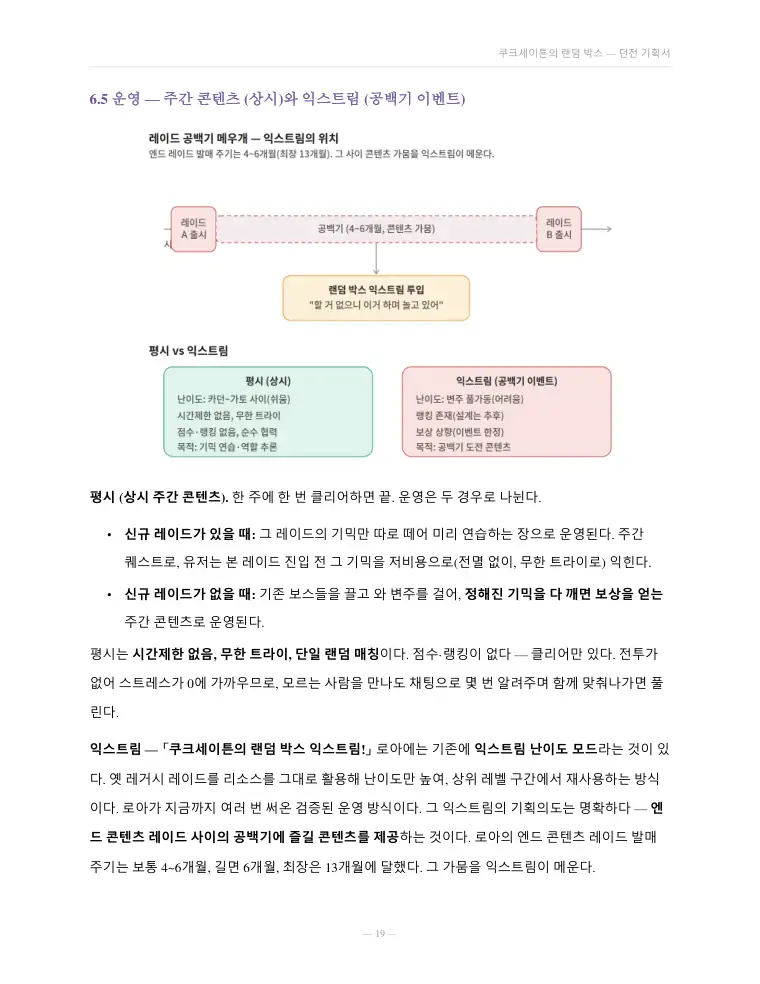 쿠크세이튼의 랜덤 박스 — 던전 기획서
6.5 운영 — 주간 콘텐츠 (상시)와 익스트림 (공백기 이벤트)
레이드 공백기 메우개 — 익스트림의 위치
엔드 레이드 발매 주기는 4~6개월(최장 13개월). 그 사이 콘텐츠 가뭄을 익스트림이 메운다.
레이드
A 출시
공백기 (4~6개월, 콘텐츠 가뭄)
레이드
B 출시
랜덤 박스 익스트림 투입
"할 거 없으니 이거 하며 놀고 있어"
평시 vs 익스트림
평시 (상시)
난이도: 카던~가토 사이(쉬움)
시간제한 없음, 무한 트라이
점수·랭킹 없음, 순수 협력
목적: 기믹 연습·역할 추론
익스트림 (공백기 이벤트)
난이도: 변주 풀가동(어려움)
랭킹 존재(설계는 추후)
보상 상향(이벤트 한정)
목적: 공백기 도전 콘텐츠
평시 (상시 주간 콘텐츠). 한 주에 한 번 클리어하면 끝. 운영은 두 경우로 나뉜다.
• 신규 레이드가 있을 때: 그 레이드의 기믹만 따로 떼어 미리 연습하는 장으로 운영된다. 주간
퀘스트로, 유저는 본 레이드 진입 전 그 기믹을 저비용으로(전멸 없이, 무한 트라이로) 익힌다.
• 신규 레이드가 없을 때: 기존 보스들을 끌고 와 변주를 걸어, 정해진 기믹을 다 깨면 보상을 얻는
주간 콘텐츠로 운영된다.
평시는 시간제한 없음, 무한 트라이, 단일 랜덤 매칭이다. 점수·랭킹이 없다 — 클리어만 있다. 전투가
없어 스트레스가 0에 가까우므로, 모르는 사람을 만나도 채팅으로 몇 번 알려주며 함께 맞춰나가면 풀
린다.
익스트림 — 「쿠크세이튼의 랜덤 박스 익스트림!」 로아에는 기존에 익스트림 난이도 모드라는 것이 있
다. 옛 레거시 레이드를 리소스를 그대로 활용해 난이도만 높여, 상위 레벨 구간에서 재사용하는 방식
이다. 로아가 지금까지 여러 번 써온 검증된 운영 방식이다. 그 익스트림의 기획의도는 명확하다 — 엔
드 콘텐츠 레이드 사이의 공백기에 즐길 콘텐츠를 제공하는 것이다. 로아의 엔드 콘텐츠 레이드 발매
주기는 보통 4~6개월, 길면 6개월, 최장은 13개월에 달했다. 그 가뭄을 익스트림이 메운다.
— 19 —